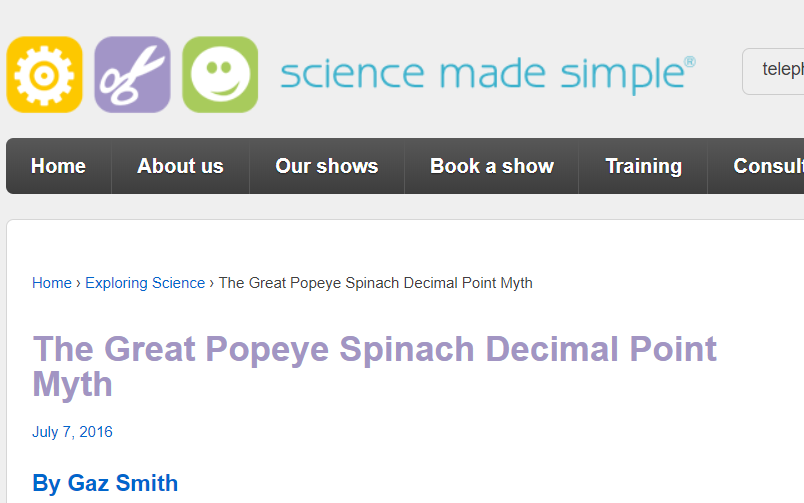 science made simple®
telep
Home About us Our shows Book a show Training Consult
Home › Exploring Science › The Great Popeye Spinach Decimal Point Myth
The Great Popeye Spinach Decimal Point
Myth
July 7, 2016
By Gaz Smith